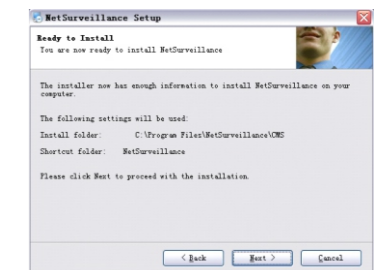 NetSurveillance Setup
Ready to Install
You are now ready to install NetSurveillance
The installer now has enough information to install NetSurveillance on your
computer.
The following settings will be used:
Install folder: C:\Program Files\NetSurveillance\CMS
Shortcut folder: NetSurveillance
Please click Next to proceed with the installation.
< Back Next > Cancel